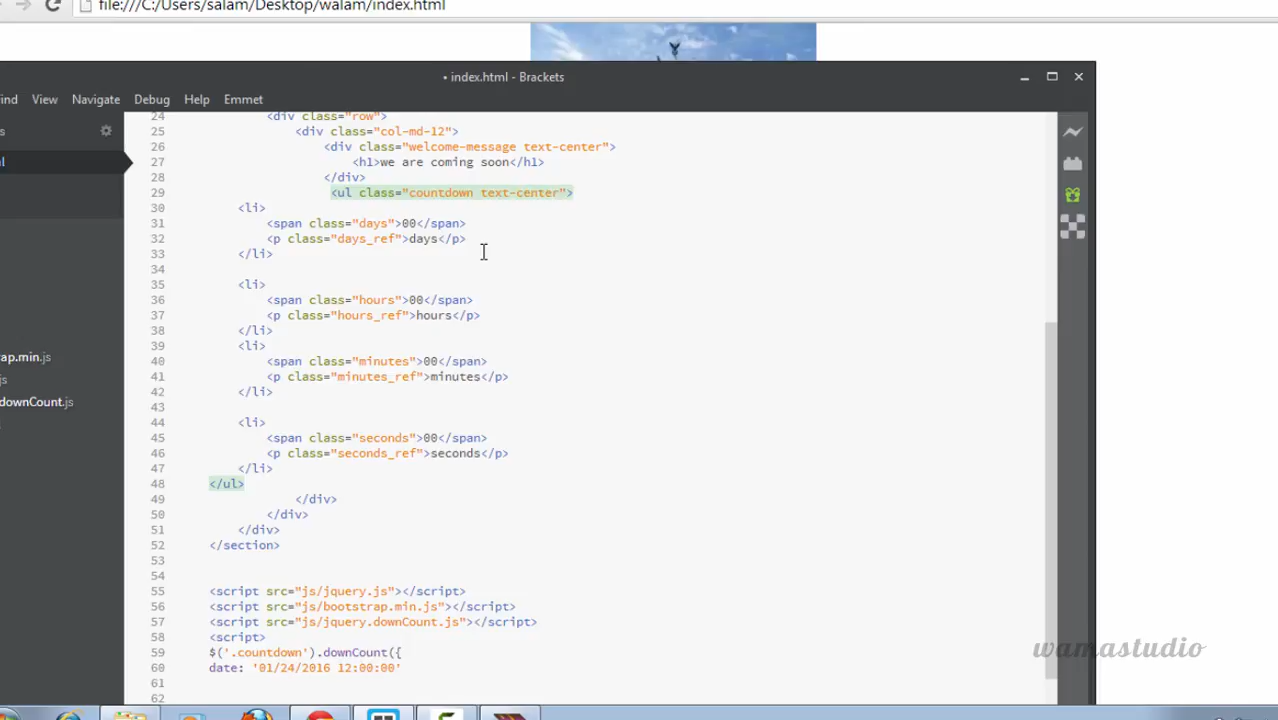 file:///C:/Users/salam/Desktop/walam/index.html
• index.html - Brackets
ind View Navigate Debug Help Emmet
24 <div class="row">
s 25 <div class="col-md-12">
26 <div class="welcome-message text-center">
l 27 <h1>we are coming soon</h1>
28 </div>
29 <ul class="countdown text-center">
30 <li>
31 <span class="days">00</span>
32 <p class="days_ref">days</p>
33 </li>
34
35 <li>
36 <span class="hours">00</span>
37 <p class="hours_ref">hours</p>
38 </li>
39 <li>
rap.min.js 40 <span class="minutes">00</span>
41 <p class="minutes_ref">minutes</p>
js 42 </li>
downCount.js 43
44 <li>
45 <span class="seconds">00</span>
46 <p class="seconds_ref">seconds</p>
47 </li>
48 </ul>
49 </div>
50 </div>
51 </div>
52 </section>
53
54
55 <script src="js/jquery.js"></script>
56 <script src="js/bootstrap.min.js"></script>
57 <script src="js/jquery.downCount.js"></script>
58 <script>
59 $('.countdown').downCount({
60 date: '01/24/2016 12:00:00'
61
62
wamastudio